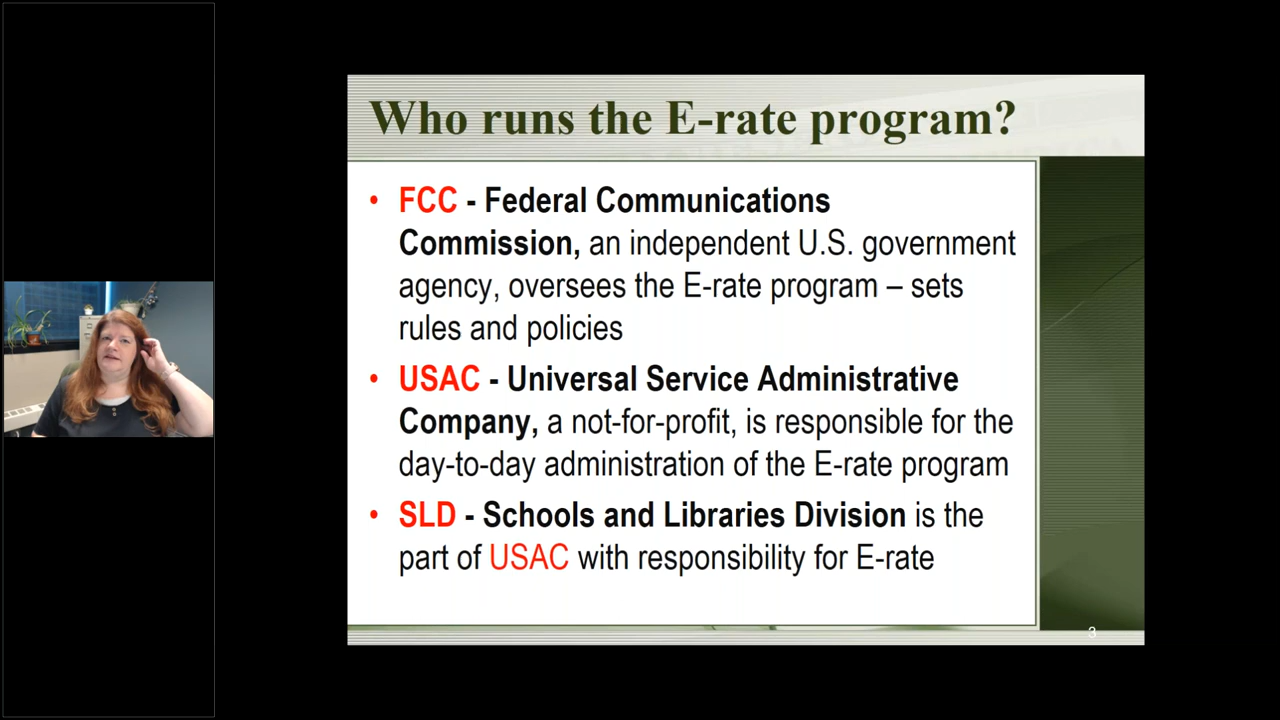 Who runs the E-rate program?
• FCC - Federal Communications
Commission, an independent U.S. government
agency, oversees the E-rate program – sets
rules and policies
• USAC - Universal Service Administrative
Company, a not-for-profit, is responsible for the
day-to-day administration of the E-rate program
• SLD - Schools and Libraries Division is the
part of USAC with responsibility for E-rate
3